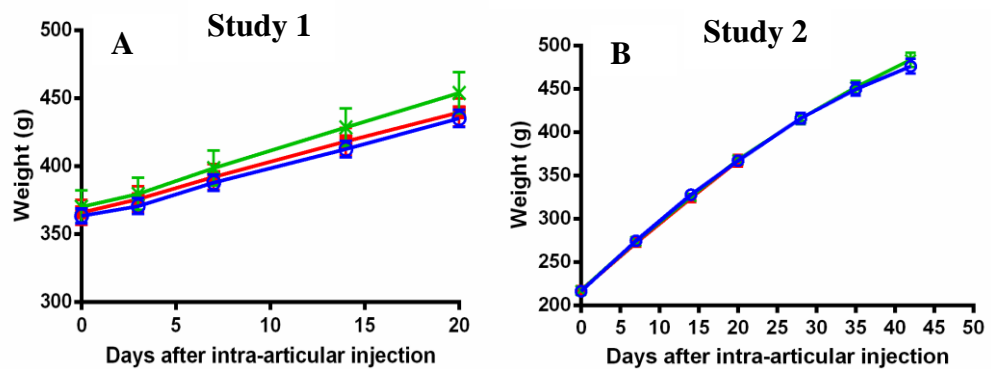 Study 1
A
Weight (g)
500
450
400
350
300
0 5 10 15 20
Days after intra-articular injection
Study 2
B
Weight (g)
500
450
400
350
300
250
200
0 5 10 15 20 25 30 35 40 45 50
Days after intra-articular injection